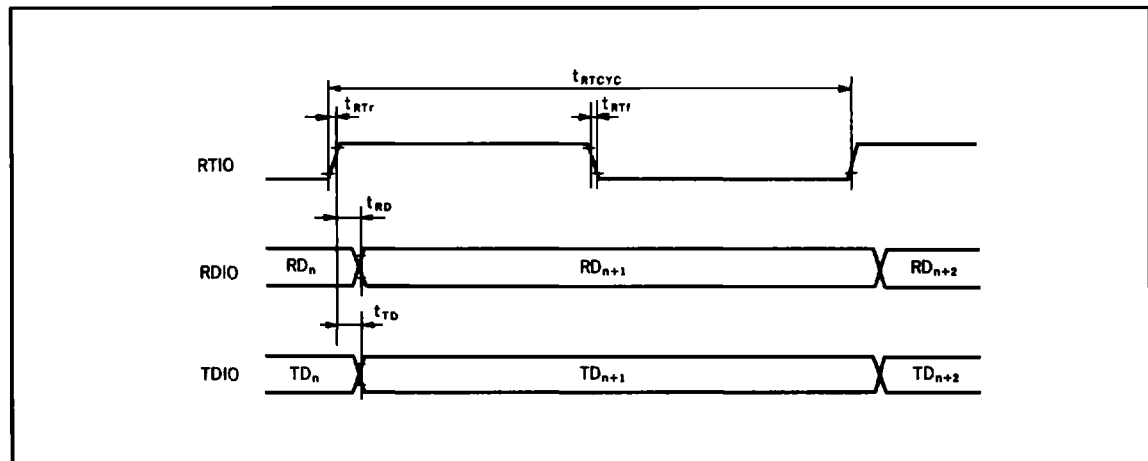 tRTCYC
tRTr
tRTf
RTIO
tRD
RDIO
RDn
RDn+1
RDn+2
tTD
TDIO
TDn
TDn+1
TDn+2